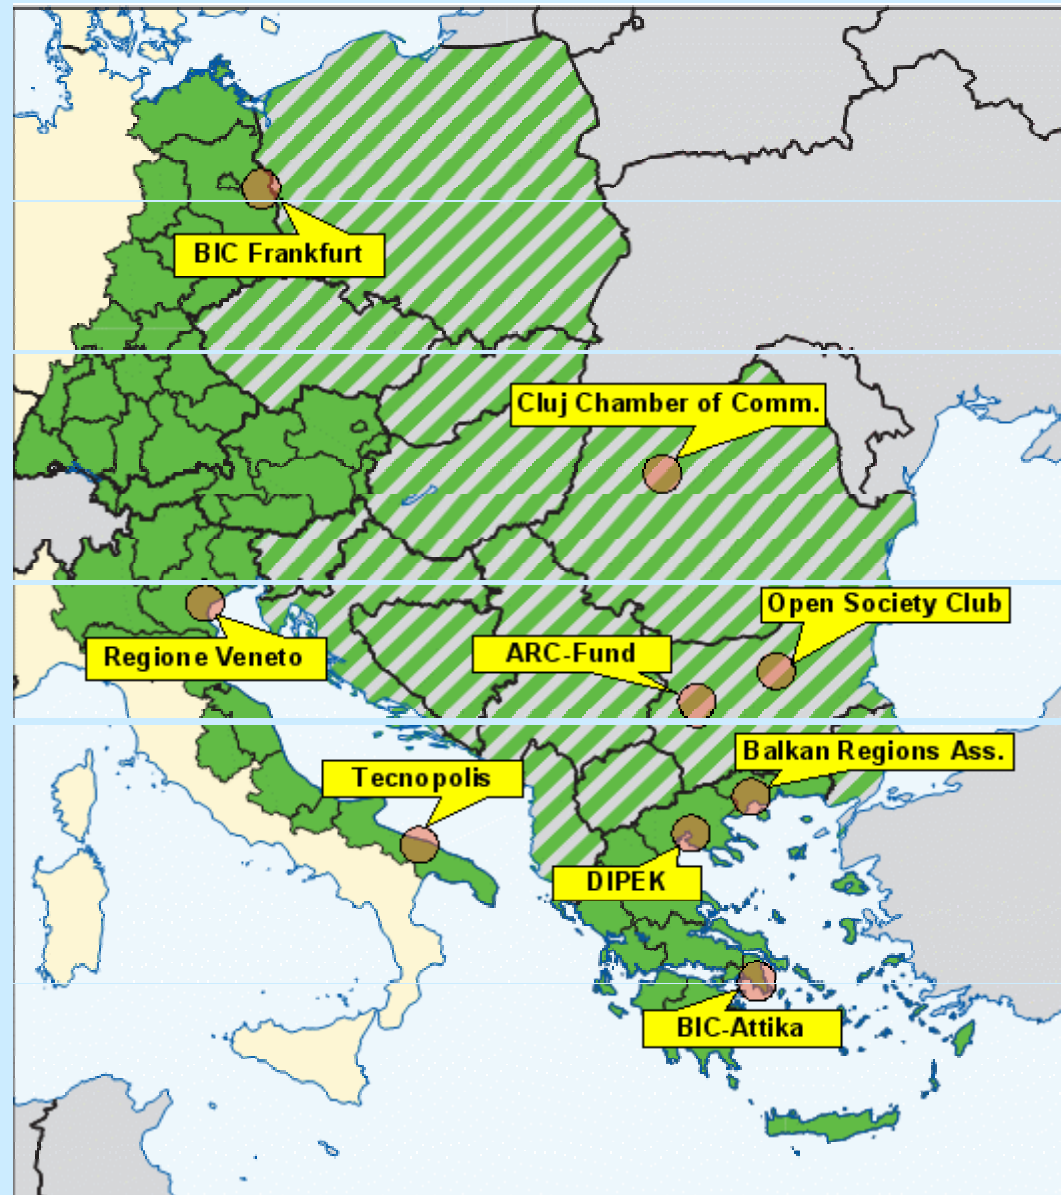 BIC Frankfurt
Cluj Chamber of Comm.
Open Society Club
ARC-Fund
Regione Veneto
Balkan Regions Ass.
Tecnopolis
DIPEK
BIC-Attika